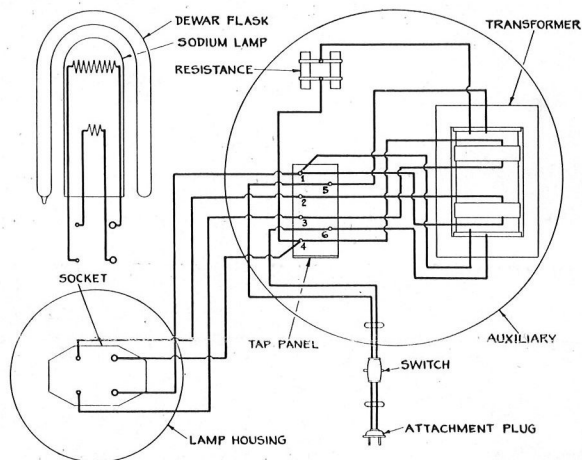 DEWAR FLASK
SODIUM LAMP
RESISTANCE
TRANSFORMER
1
5
2
3
6
4
SOCKET
TAP PANEL
AUXILIARY
SWITCH
ATTACHMENT PLUG
LAMP HOUSING